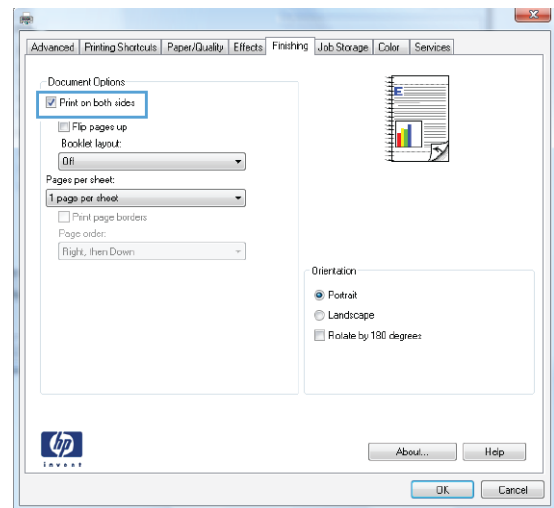 Advanced Printing Shortcuts Paper/Quality Effects Finishing Job Storage Color Services
Document Options
Print on both sides
Flip pages up
Booklet layout:
Off
Pages per sheet:
1 page per sheet
Print page borders
Page order:
Right, then Down
E
Orientation
Portrait
Landscape
Rotate by 180 degrees
hp
invent
About... Help
OK Cancel